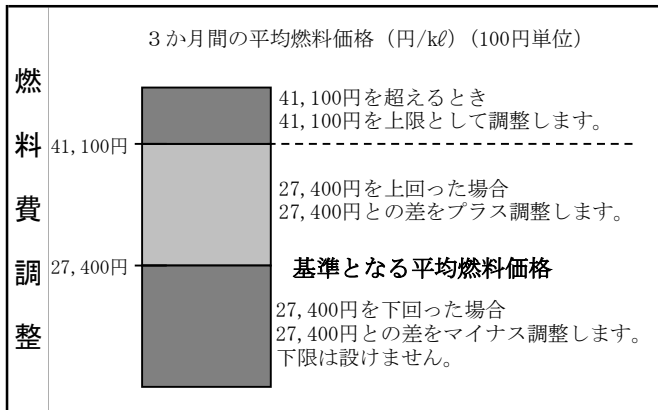 燃料費調整
3か月間の平均燃料価格（円/kℓ）（100円単位）
41,100円を超えるとき
41,100円を上限として調整します。
41,100円
27,400円を上回った場合
27,400円との差をプラス調整します。
27,400円
基準となる平均燃料価格
27,400円を下回った場合
27,400円との差をマイナス調整します。
下限は設けません。